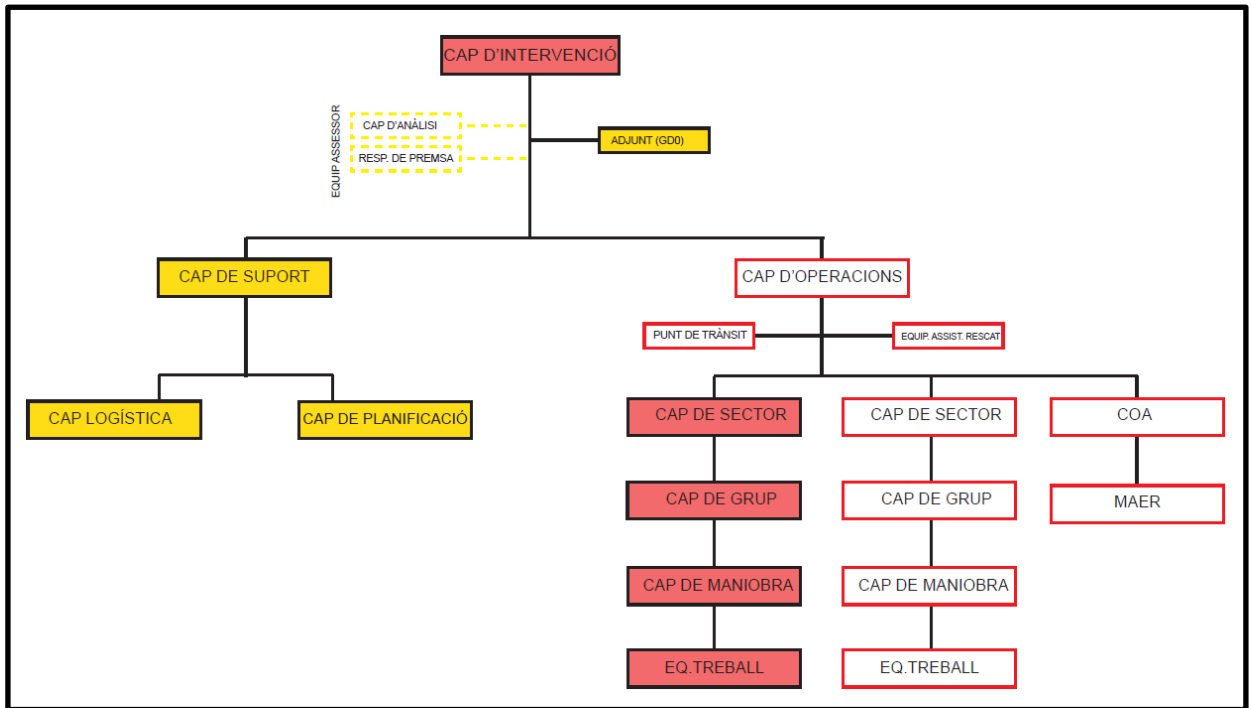 CAP D'INTERVENCIÓ
EQUIP ASSESSOR
CAP D'ANÀLISI
RESP. DE PREMSA
ADJUNT (GD0)
CAP DE SUPORT
CAP D'OPERACIONS
PUNT DE TRÀNSIT
EQUIP. ASSIST. RESCAT
CAP LOGÍSTICA
CAP DE PLANIFICACIÓ
CAP DE SECTOR
CAP DE SECTOR
COA
CAP DE GRUP
CAP DE GRUP
MAER
CAP DE MANIOBRA
CAP DE MANIOBRA
EQ.TREBALL
EQ.TREBALL